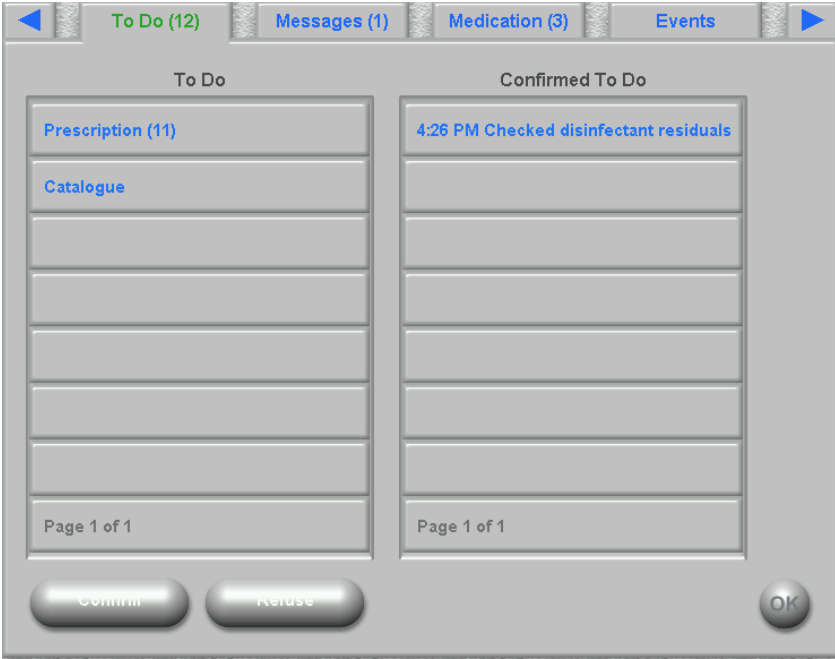 To Do (12) Messages (1) Medication (3) Events
To Do Confirmed To Do
Prescription (11) 4:26 PM Checked disinfectant residuals
Catalogue
Page 1 of 1 Page 1 of 1
Confirm Refuse OK